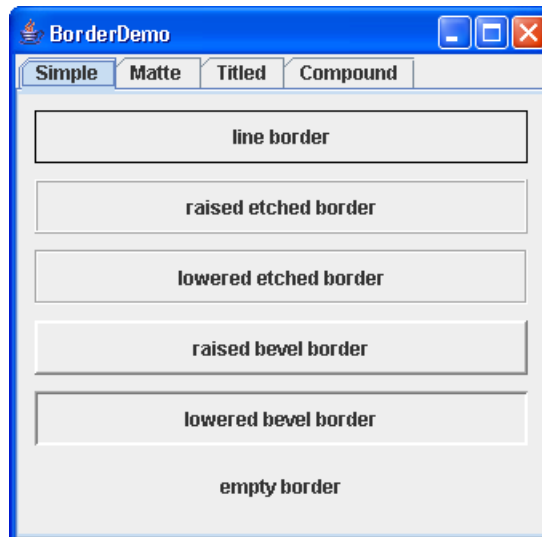 BorderDemo
Simple Matte Titled Compound
line border
raised etched border
lowered etched border
raised bevel border
lowered bevel border
empty border